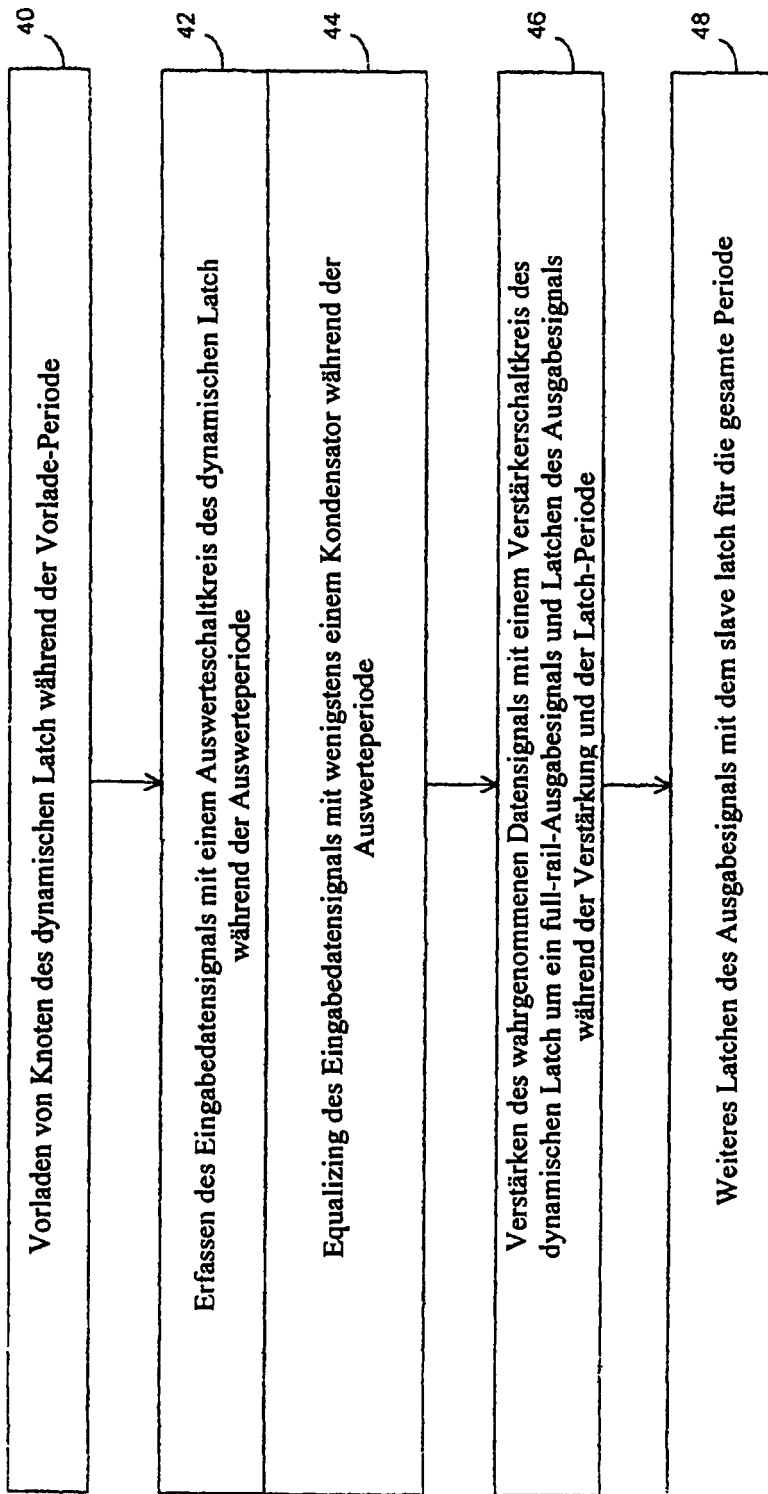 40
Vorladen von Knoten des dynamischen Latch während der Vorlade-Periode
42
Erfassen des Eingabedatensignals mit einem Auswerteschaltkreis des dynamischen Latch
während der Auswerteperiode
44
Equalizing des Eingabedatensignals mit wenigstens einem Kondensator während der
Auswerteperiode
46
Verstärken des wahrgenommenen Datensignals mit einem Verstärkerschaltkreis des
dynamischen Latch um ein full-rail-Ausgabesignals und Latchen des Ausgabesignals
während der Verstärkung und der Latch-Periode
48
Weiteres Latchen des Ausgabesignals mit dem slave latch für die gesamte Periode